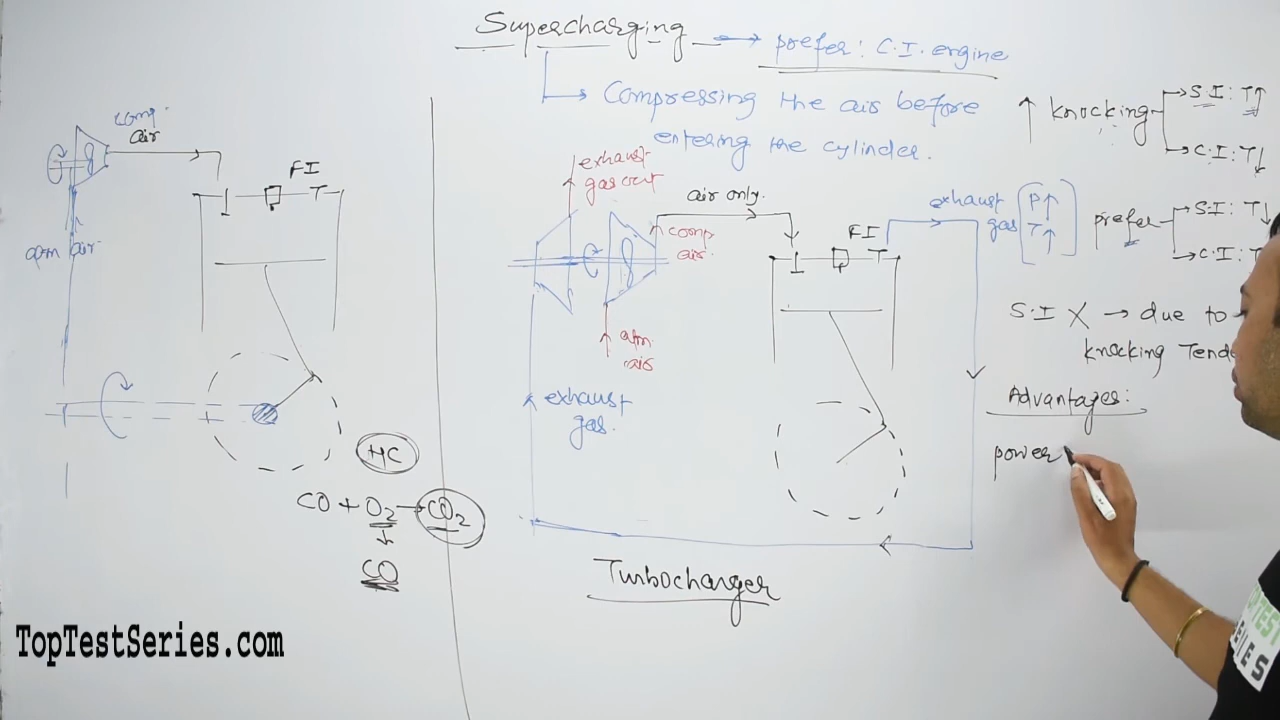 Supercharging → prefer: C.I. engine
Compressing the air before
entering the cylinder.
↑ knocking
S I : T↑
C.I : T↓
prefer
S.I : T↓
C.I : T
S.I X → due to
knocking Tend
Advantages:
power
comp
air
FI
I T
atm air
HC
CO + O2 → CO2
CO
exhaust
gas out
air only.
comp
air.
atm
air
exhaust
gas.
FI
I T
exhaust
gas
P↑
T↑
Turbocharger
TopTestSeries.com